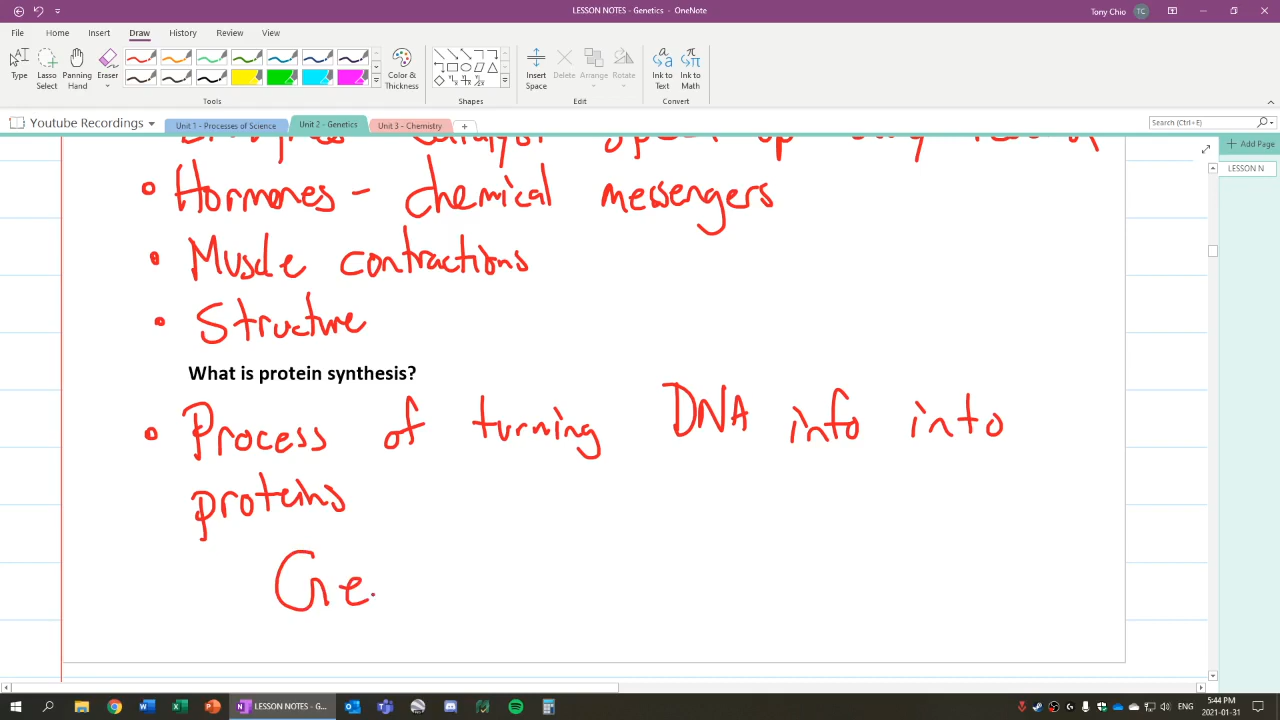 LESSON NOTES - Genetics - OneNote
Tony Chio TC
File Home Insert Draw History Review View
Type Lasso Select Panning Hand Eraser Color & Thickness Insert Space Delete Arrange Rotate Ink to Text Ink to Math
Tools Shapes Edit Convert
Youtube Recordings Unit 1 - Processes of Science Unit 2 - Genetics Unit 3 - Chemistry Search (Ctrl+E)
Add Page
LESSON N
• Hormones - chemical messengers
• Muscle contractions
• Structure
What is protein synthesis?
• Process of turning DNA info into
proteins
Ge
LESSON NOTES - G...
ENG 5:44 PM
2021-01-31